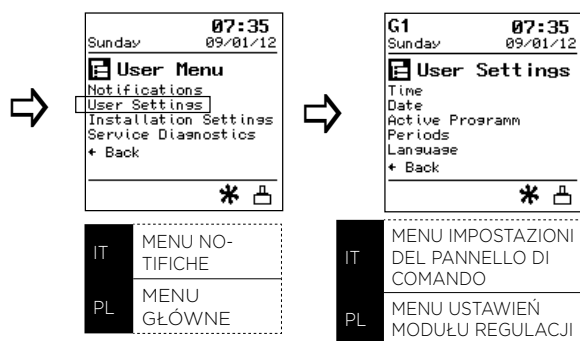 07:35
Sunday 09/01/12
User Menu
Notifications
User Settings
Installation Settings
Service Diagnostics
← Back
IT
MENU NO-
TIFICHE
PL
MENU
GŁÓWNE
G1 07:35
Sunday 09/01/12
User Settings
Time
Date
Active Programm
Periods
Language
← Back
IT
MENU IMPOSTAZIONI
DEL PANNELLO DI
COMANDO
PL
MENU USTAWIEŃ
MODUŁU REGULACJI